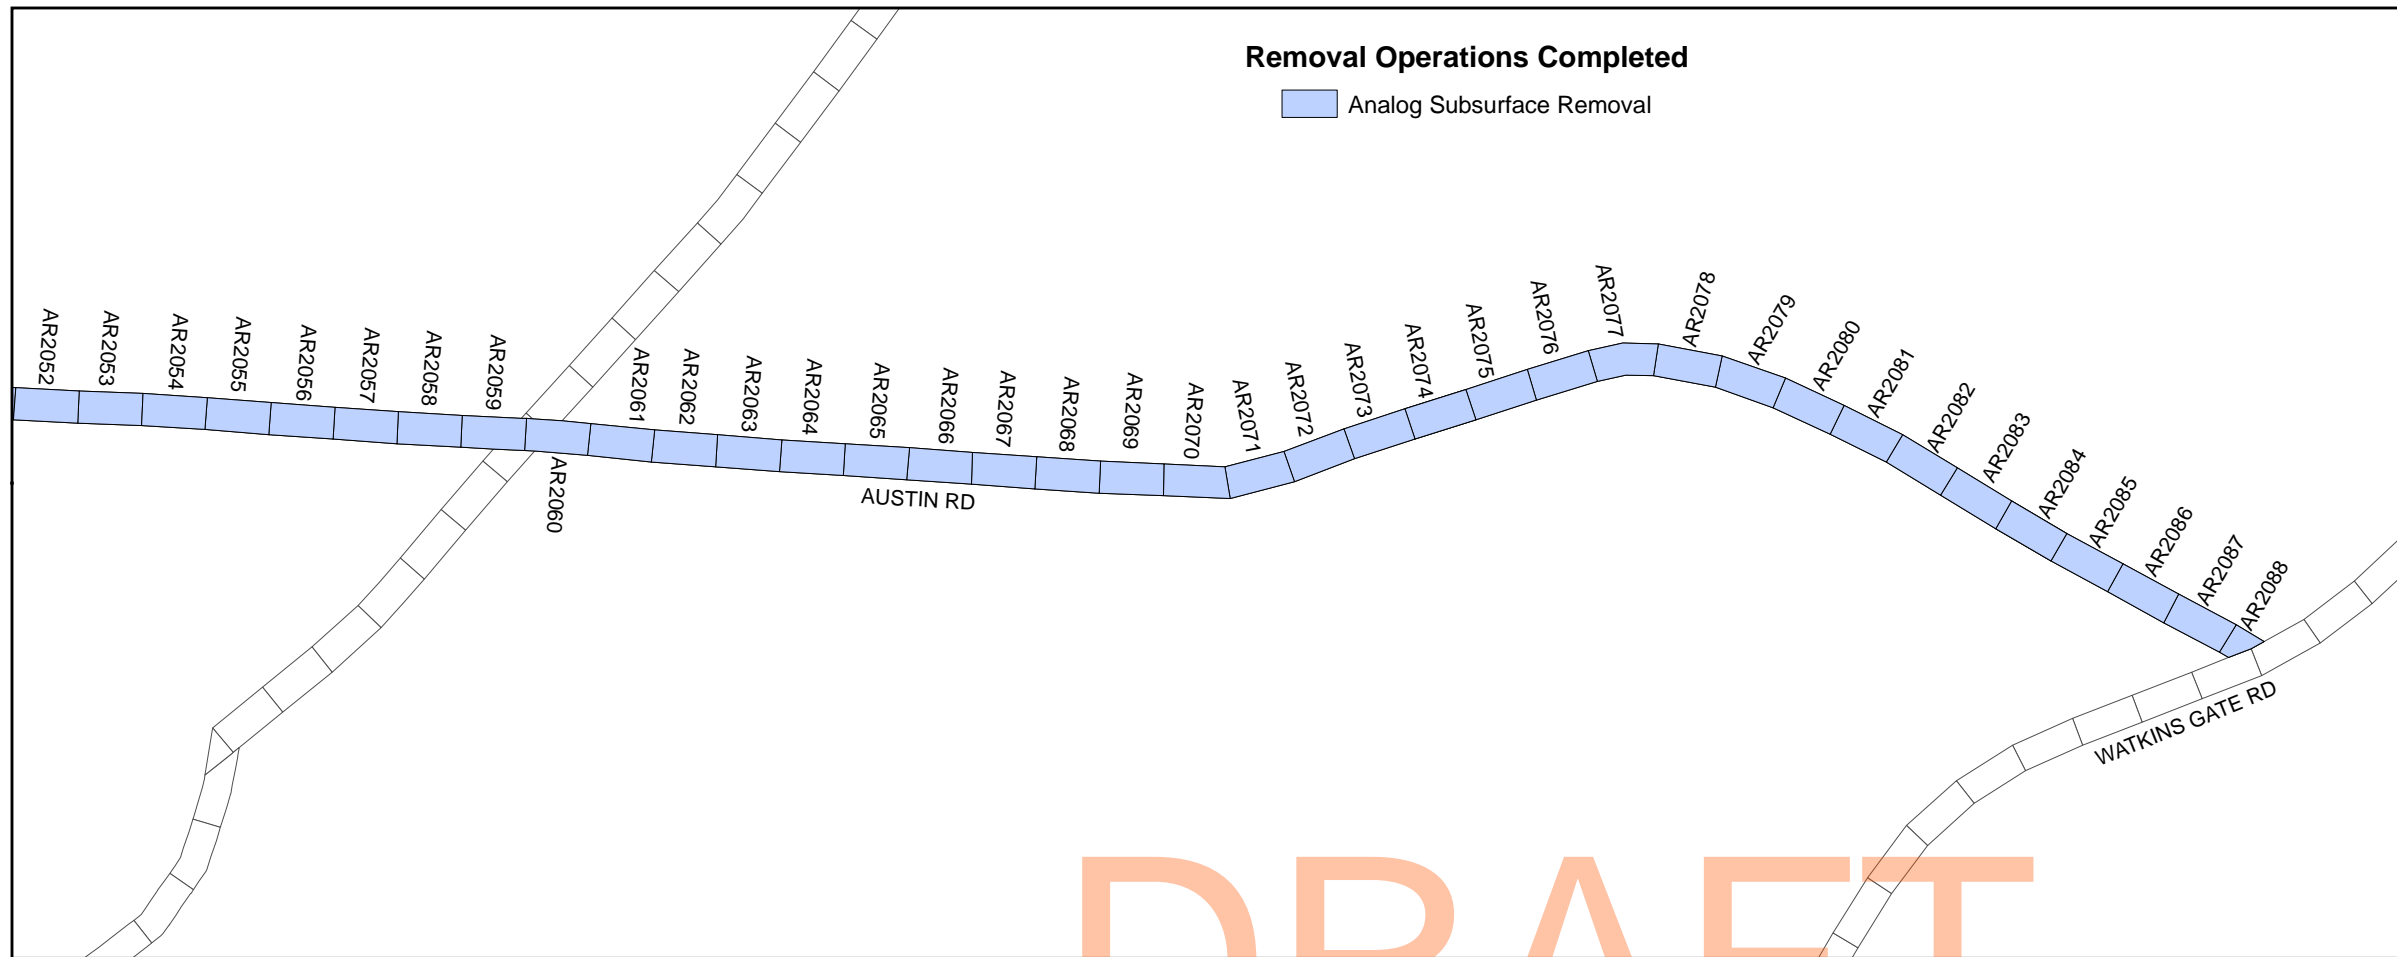 Removal Operations Completed
Analog Subsurface Removal
AR2052
AR2053
AR2054
AR2055
AR2056
AR2057
AR2058
AR2059
AR2060
AR2061
AR2062
AR2063
AR2064
AR2065
AR2066
AR2067
AR2068
AR2069
AR2070
AR2071
AR2072
AR2073
AR2074
AR2075
AR2076
AR2077
AR2078
AR2079
AR2080
AR2081
AR2082
AR2083
AR2084
AR2085
AR2086
AR2087
AR2088
AUSTIN RD
WATKINS GATE RD
DRAFT